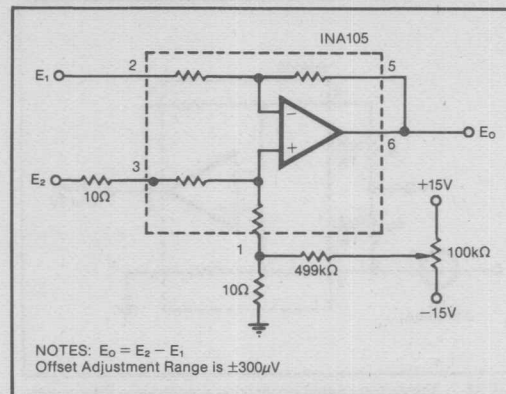 INA105
E₁
2
5
E₂
10Ω
3
6
E₀
+15V
1
499kΩ
100kΩ
10Ω
−15V
NOTES: E₀ = E₂ − E₁
Offset Adjustment Range is ±300μV